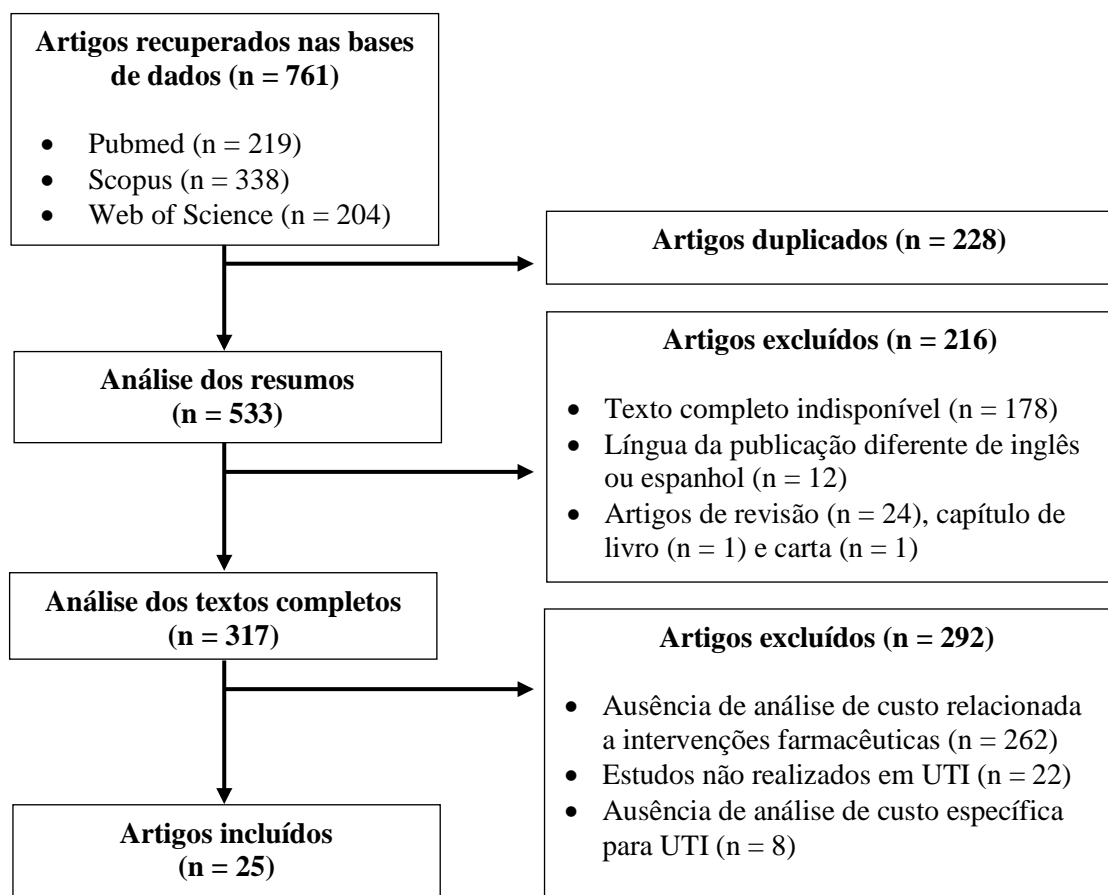 Artigos recuperados nas bases
de dados (n = 761)
• Pubmed (n = 219)
• Scopus (n = 338)
• Web of Science (n = 204)
Artigos duplicados (n = 228)
Análise dos resumos
(n = 533)
Artigos excluídos (n = 216)
• Texto completo indisponível (n = 178)
• Língua da publicação diferente de inglês
ou espanhol (n = 12)
• Artigos de revisão (n = 24), capítulo de
livro (n = 1) e carta (n = 1)
Análise dos textos completos
(n = 317)
Artigos excluídos (n = 292)
• Ausência de análise de custo relacionada
a intervenções farmacêuticas (n = 262)
• Estudos não realizados em UTI (n = 22)
• Ausência de análise de custo específica
para UTI (n = 8)
Artigos incluídos
(n = 25)